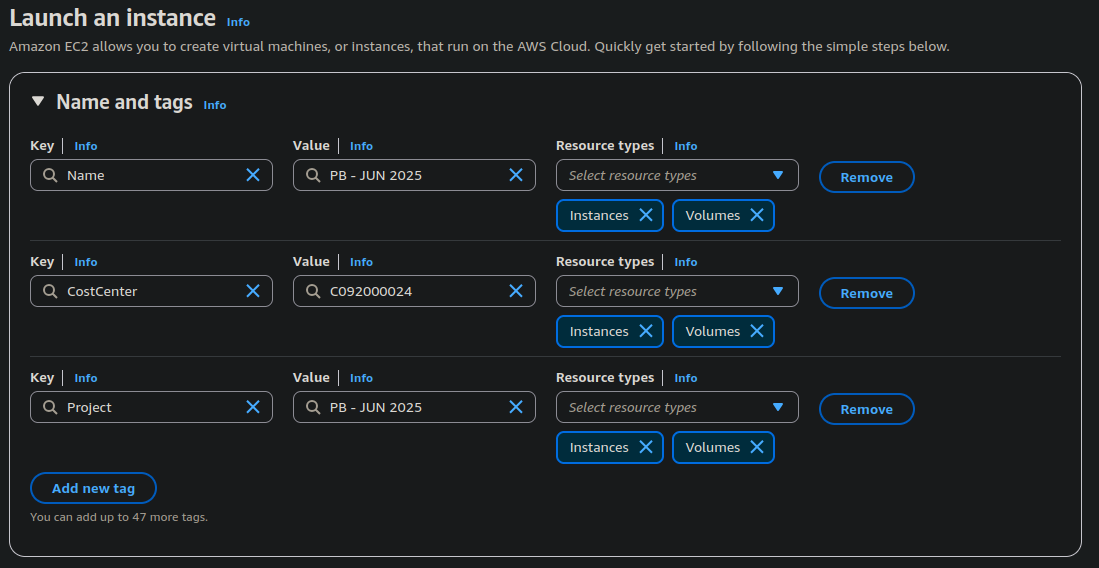 Launch an instance Info
Amazon EC2 allows you to create virtual machines, or instances, that run on the AWS Cloud. Quickly get started by following the simple steps below.
Name and tags Info
Key Info Value Info Resource types Info
Name PB - JUN 2025 Select resource types Remove
Instances Volumes
Key Info Value Info Resource types Info
CostCenter C092000024 Select resource types Remove
Instances Volumes
Key Info Value Info Resource types Info
Project PB - JUN 2025 Select resource types Remove
Instances Volumes
Add new tag
You can add up to 47 more tags.